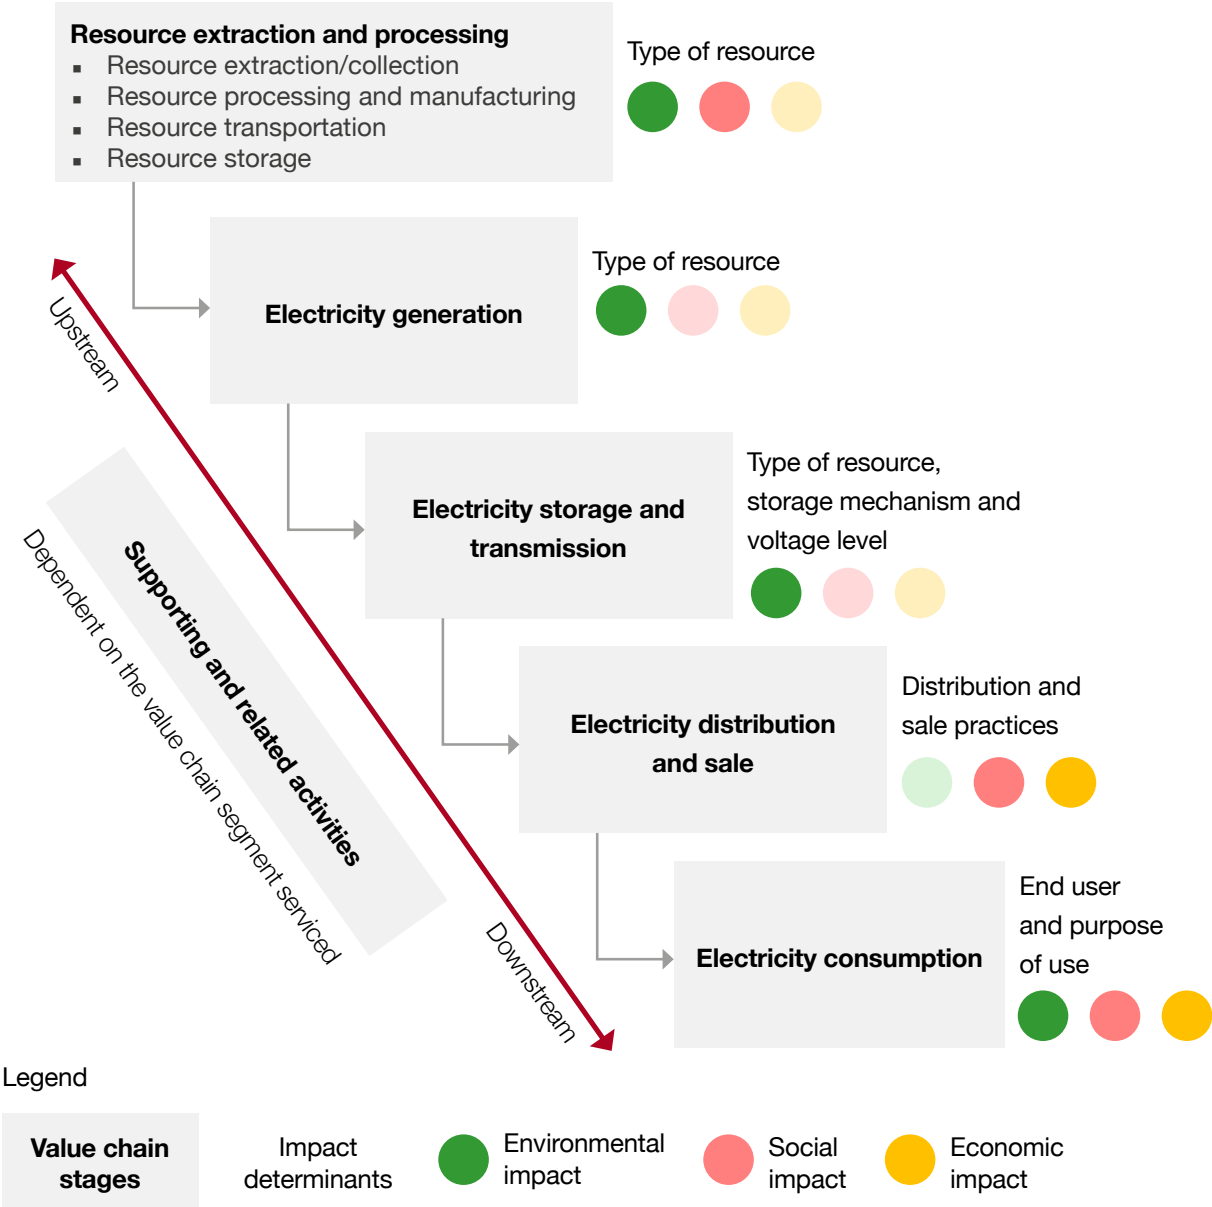 Resource extraction and processing
▪ Resource extraction/collection
▪ Resource processing and manufacturing
▪ Resource transportation
▪ Resource storage
Type of resource
Electricity generation
Type of resource
Upstream
Electricity storage and
transmission
Type of resource,
storage mechanism and
voltage level
Supporting and related activities
Dependent on the value chain segment serviced
Electricity distribution
and sale
Distribution and
sale practices
Downstream
Electricity consumption
End user
and purpose
of use
Legend
Value chain
stages
Impact
determinants
Environmental
impact
Social
impact
Economic
impact